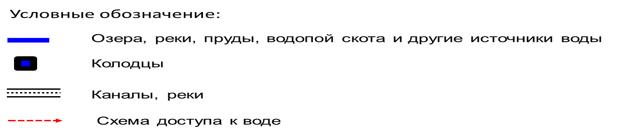 Условные обозначение:
Озера, реки, пруды, водопой скота и другие источники воды
Колодцы
Каналы, реки
Схема доступа к воде